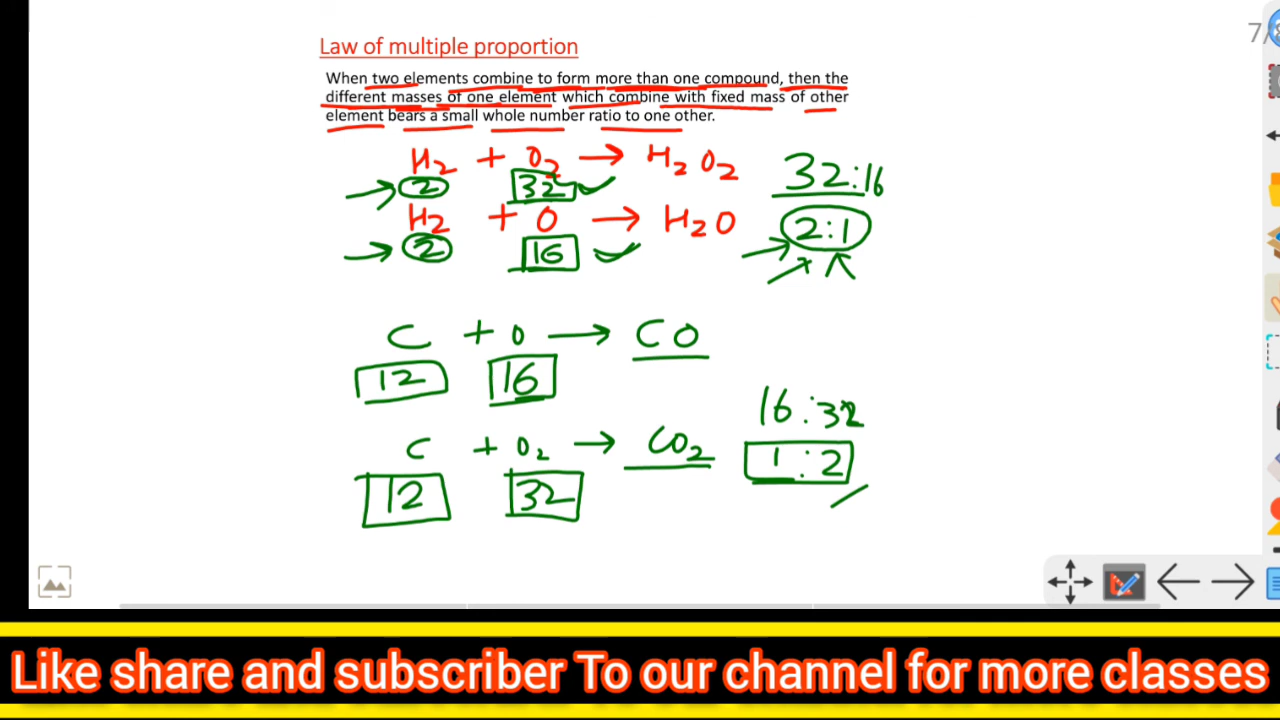 7/
Law of multiple proportion
When two elements combine to form more than one compound, then the
different masses of one element which combine with fixed mass of other
element bears a small whole number ratio to one other.
H₂ + O₂ → H₂O₂
2 32
32:16
H₂ + O → H₂O
2 16
2:1
C + O → CO
12 16
16:32
C + O₂ → CO₂
1:2
12 32
Like share and subscriber To our channel for more classes